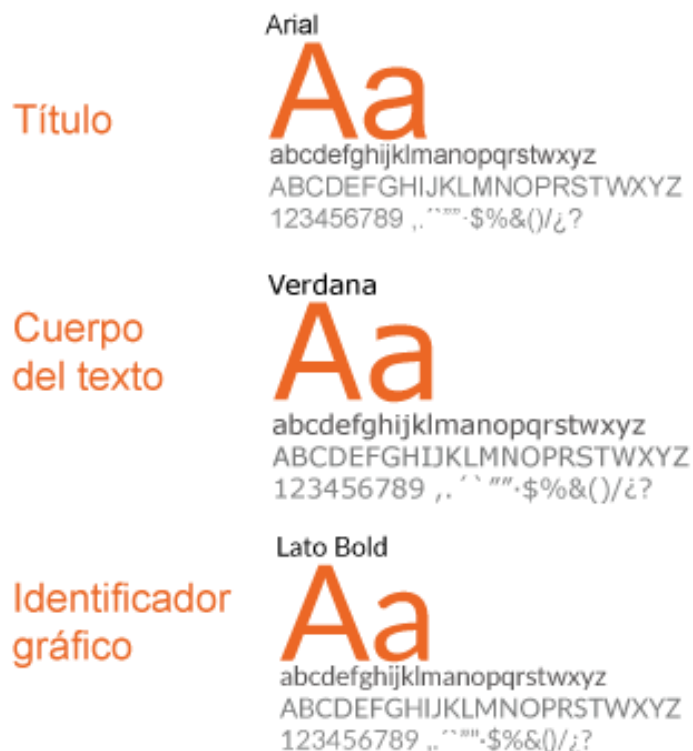 Arial
Título
Aa
abcdefghijklmanopqrstwxyz
ABCDEFGHIJKLMNOPRSTWXYZ
123456789 ,.´`””·$%&()/¿?
Verdana
Cuerpo
del texto
Aa
abcdefghijklmanopqrstwxyz
ABCDEFGHIJKLMNOPRSTWXYZ
123456789 ,.´`””·$%&()/¿?
Lato Bold
Identificador
gráfico
Aa
abcdefghijklmanopqrstwxyz
ABCDEFGHIJKLMNOPRSTWXYZ
123456789 ,.´`""·$%&()/¿?